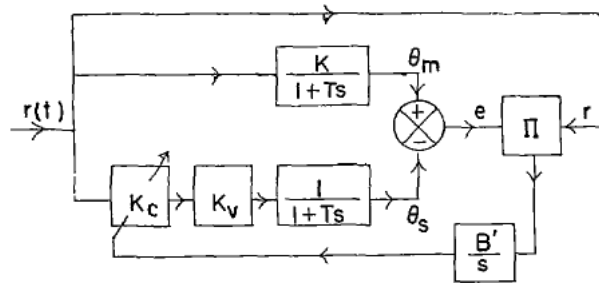 r(t)
K
1+Ts
θm
+
−
e
Π
r
Kc
Kv
1
1+Ts
θs
B'
s